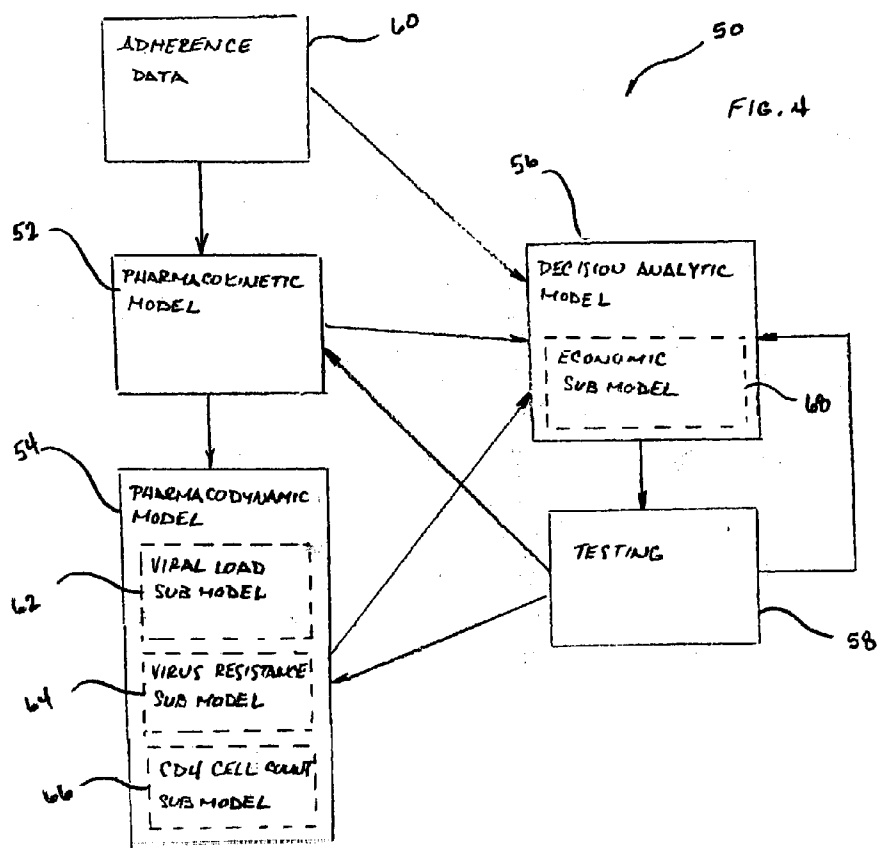 60
ADHERENCE
DATA
50
FIG. 4
56
52
PHARMACOKINETIC
MODEL
DECISION ANALYTIC
MODEL
ECONOMIC
SUB MODEL
68
54
PHARMACODYNAMIC
MODEL
VIRAL LOAD
SUB MODEL
62
TESTING
58
VIRUS RESISTANCE
SUB MODEL
64
CD4 CELL COUNT
SUB MODEL
66